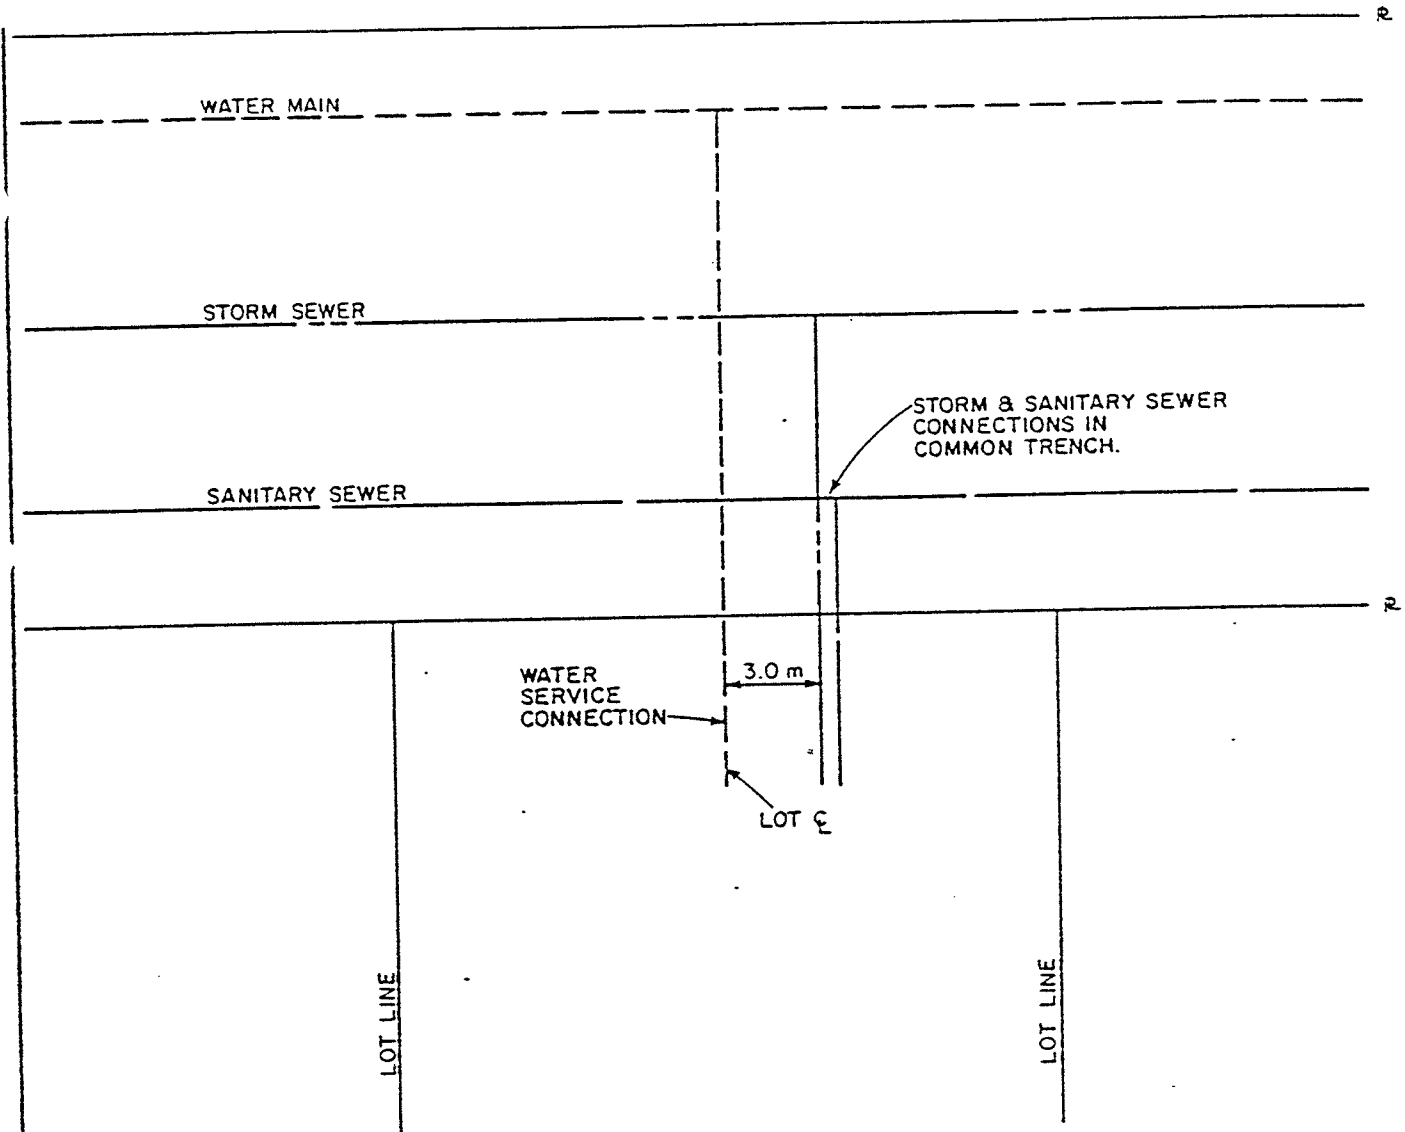 WATER MAIN
STORM SEWER
STORM & SANITARY SEWER
CONNECTIONS IN
COMMON TRENCH.
SANITARY SEWER
WATER
SERVICE
CONNECTION
3.0 m
LOT ℄
LOT LINE
LOT LINE